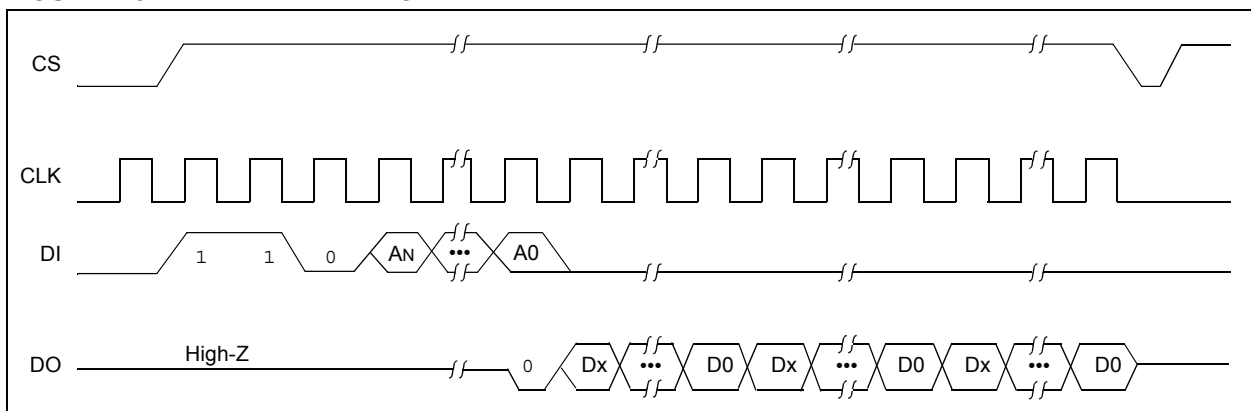 CS
CLK
DI 1 1 0 AN ••• A0
DO High-Z 0 Dx ••• D0 Dx ••• D0 Dx ••• D0